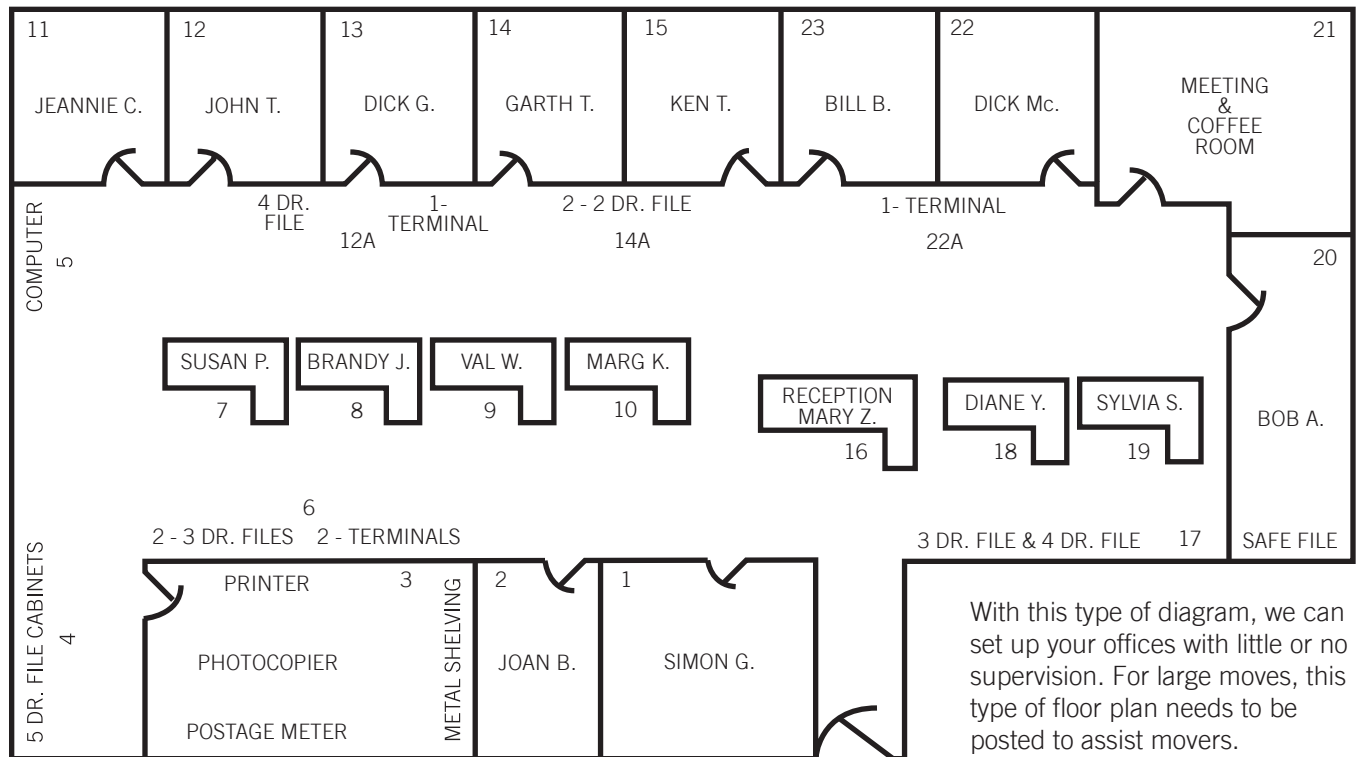 11
12
13
14
15
23
22
21
JEANNIE C.
JOHN T.
DICK G.
GARTH T.
KEN T.
BILL B.
DICK Mc.
MEETING
&
COFFEE
ROOM
COMPUTER
5
4 DR.
FILE
12A
1-
TERMINAL
2 - 2 DR. FILE
14A
1- TERMINAL
22A
20
SUSAN P.
7
BRANDY J.
8
VAL W.
9
MARG K.
10
RECEPTION
MARY Z.
16
DIANE Y.
18
SYLVIA S.
19
BOB A.
SAFE FILE
6
2 - 3 DR. FILES
2 - TERMINALS
3 DR. FILE & 4 DR. FILE
17
5 DR. FILE CABINETS
4
PRINTER
3
PHOTOCOPIER
POSTAGE METER
METAL SHELVING
2
JOAN B.
1
SIMON G.
With this type of diagram, we can
set up your offices with little or no
supervision. For large moves, this
type of floor plan needs to be
posted to assist movers.